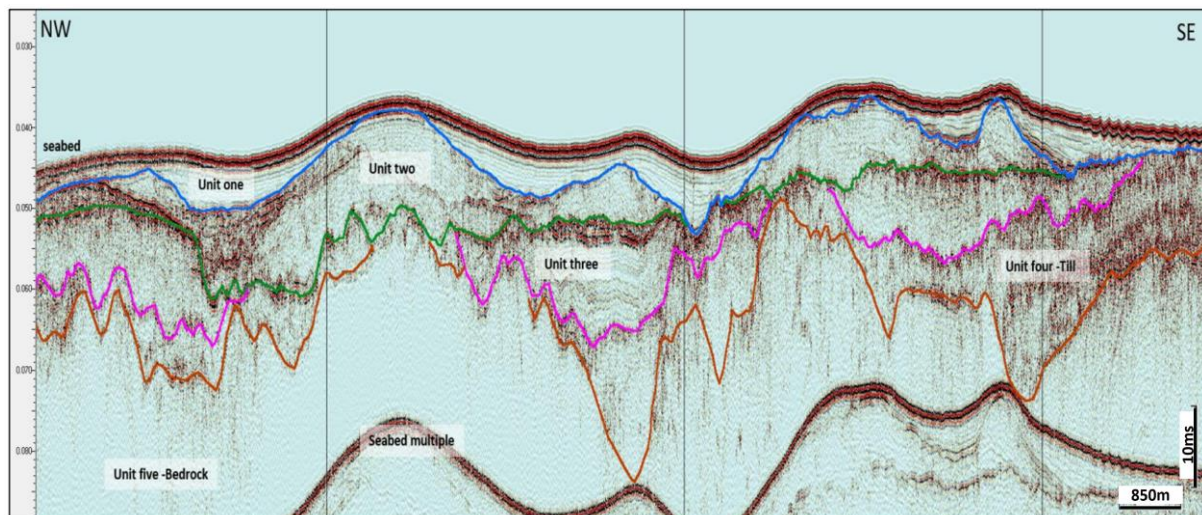 NW
SE
0.030
0.040
seabed
Unit two
Unit one
0.050
Unit three
Unit four -Till
0.060
0.070
Seabed multiple
10ms
0.080
Unit five -Bedrock
850m